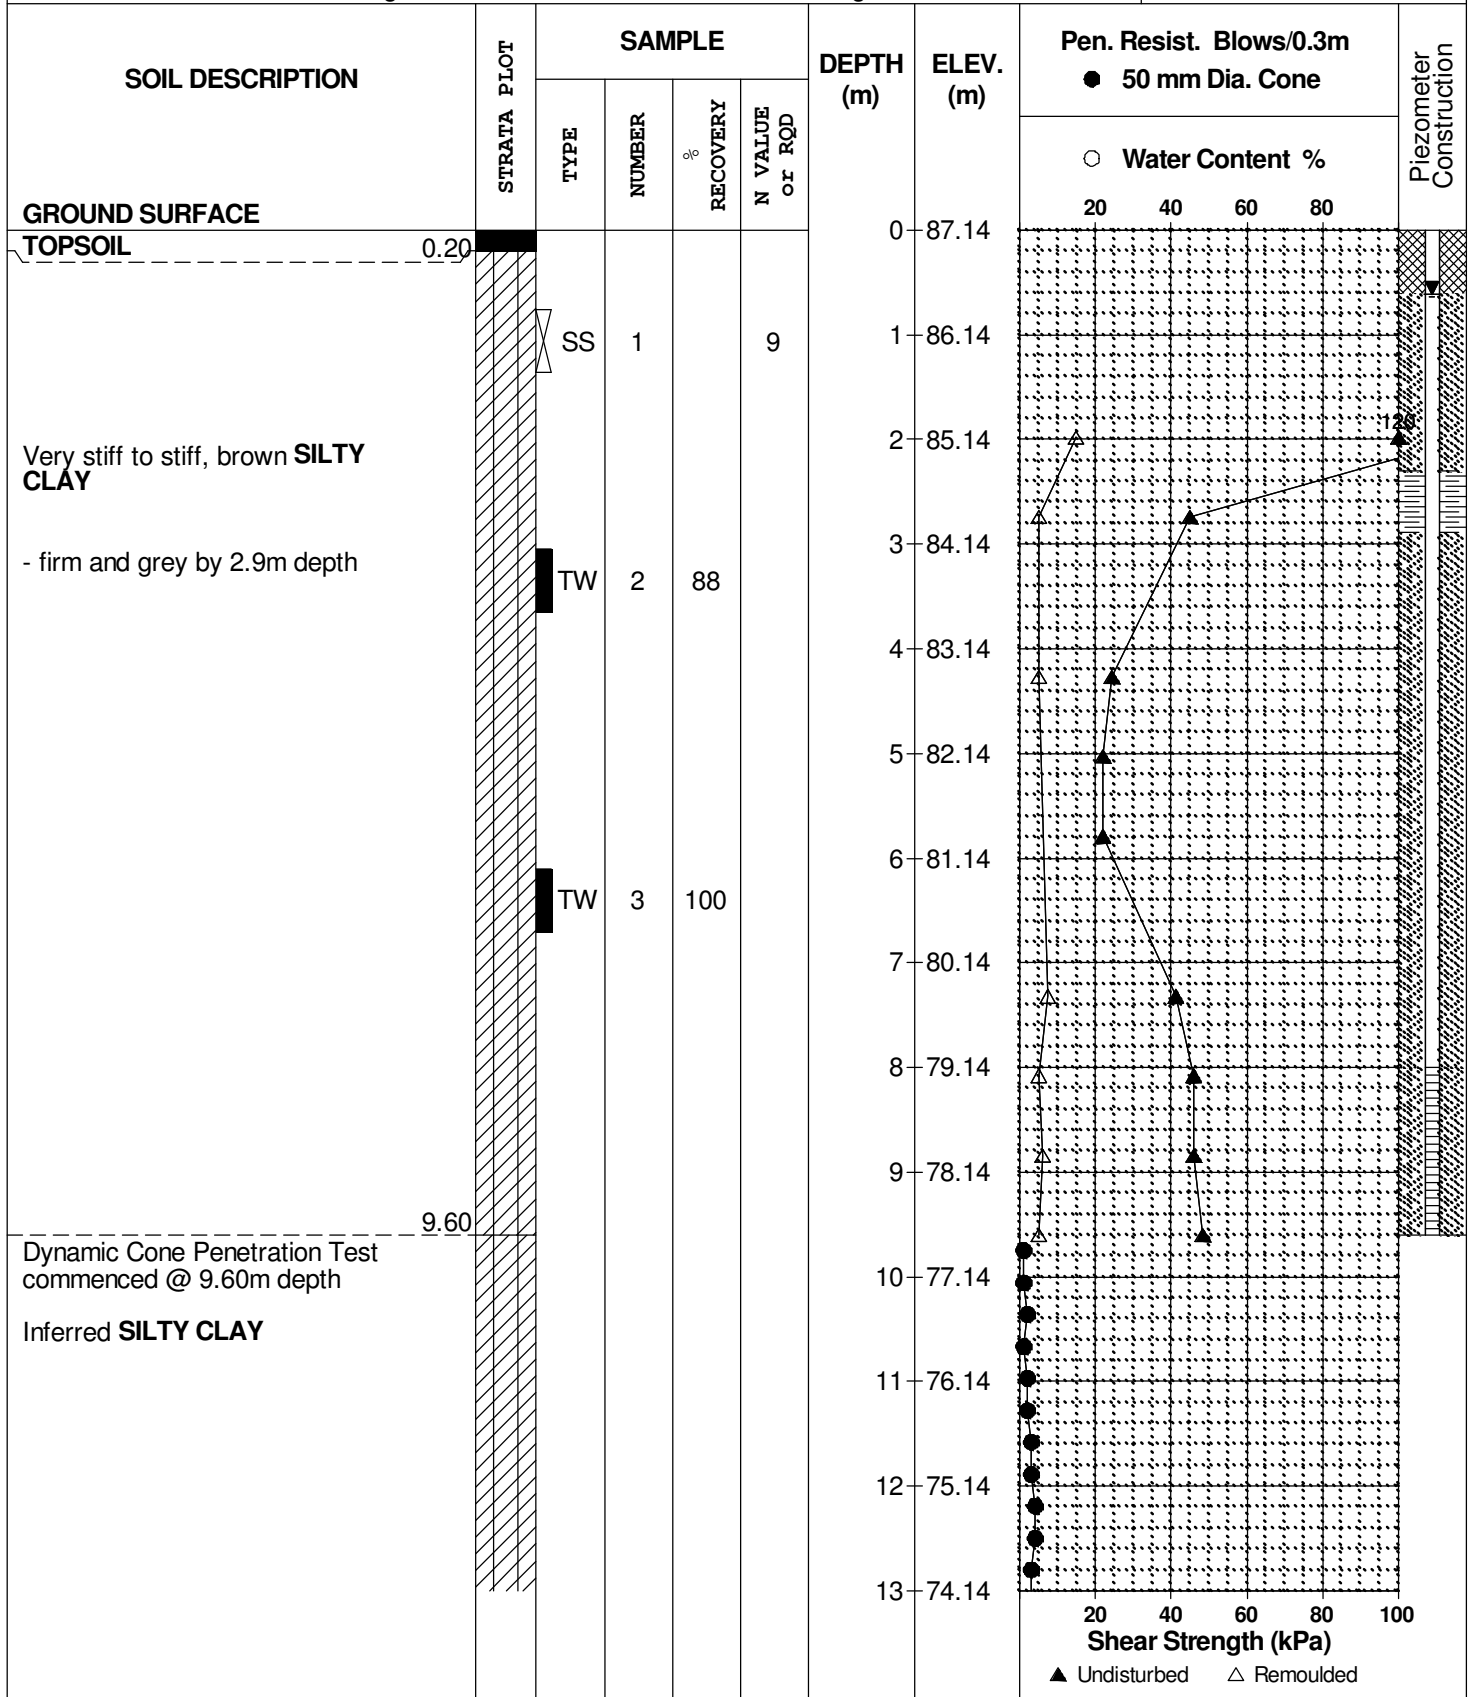 SOIL DESCRIPTION
STRATA PLOT
SAMPLE
TYPE
NUMBER
% RECOVERY
N VALUE or RQD
DEPTH (m)
ELEV. (m)
Pen. Resist. Blows/0.3m
● 50 mm Dia. Cone
○ Water Content %
Piezometer Construction
20 40 60 80
GROUND SURFACE
0 87.14
TOPSOIL 0.20
SS 1 9
1 86.14
120
2 85.14
Very stiff to stiff, brown SILTY
CLAY
3 84.14
- firm and grey by 2.9m depth
TW 2 88
4 83.14
5 82.14
6 81.14
TW 3 100
7 80.14
8 79.14
9 78.14
9.60
Dynamic Cone Penetration Test
commenced @ 9.60m depth
10 77.14
Inferred SILTY CLAY
11 76.14
12 75.14
13 74.14
20 40 60 80 100
Shear Strength (kPa)
▲ Undisturbed △ Remoulded